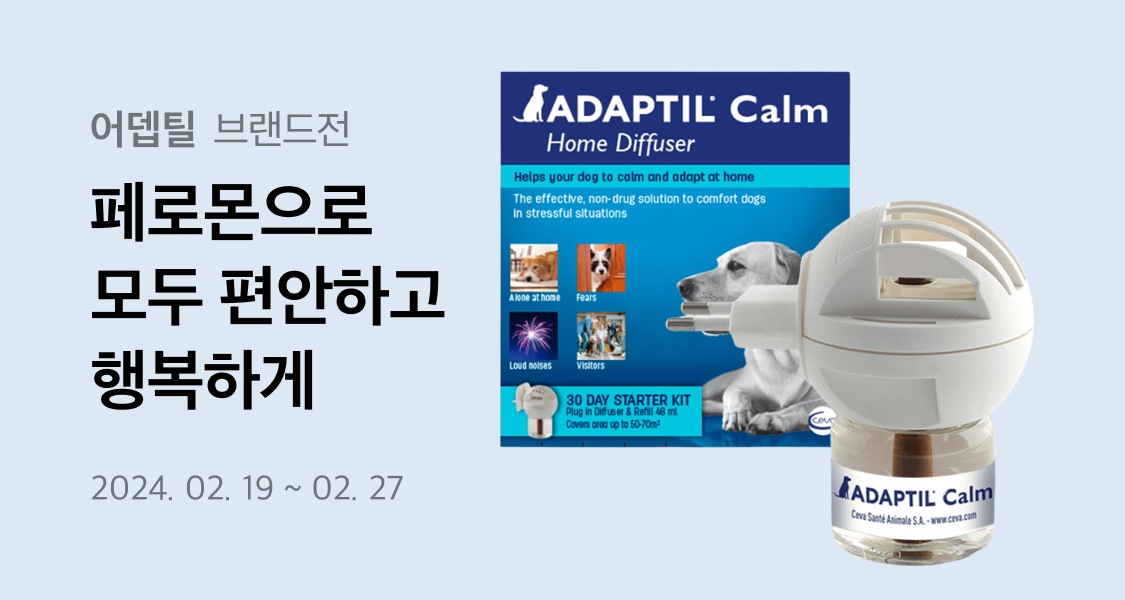 어뎁틸 브랜드전
페로몬으로
모두 편안하고
행복하게
2024. 02. 19 ~ 02. 27
ADAPTIL® Calm
Home Diffuser
Helps your dog to calm and adapt at home
The effective, non-drug solution to comfort dogs
in stressful situations
Alone at home
Fears
Loud noises
Visitors
30 DAY STARTER KIT
Plug In Diffuser & Refill 48 ml
Covers area up to 50-70m²
Ceva
ADAPTIL® Calm
Ceva Santé Animale S.A. - www.ceva.com